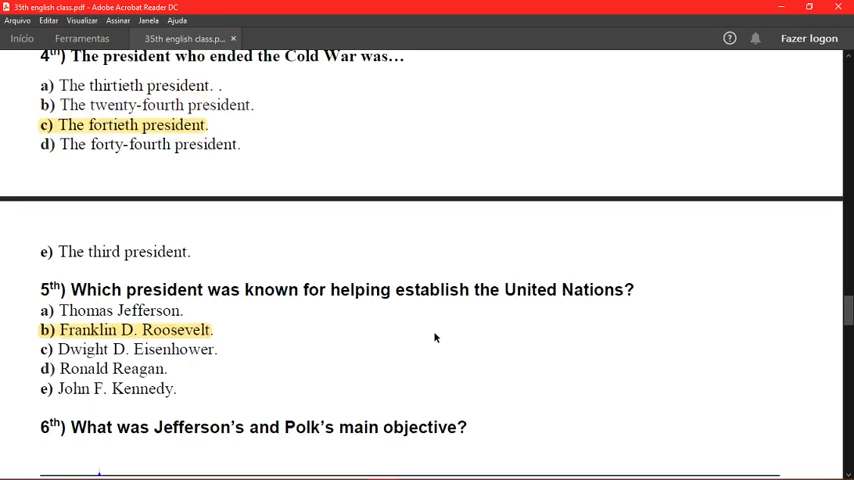 35th english class.pdf - Adobe Acrobat Reader DC
Arquivo Editar Visualizar Assinar Janela Ajuda
Início Ferramentas 35th english class.p... × Fazer logon
4th) The president who ended the Cold War was…
a) The thirtieth president. .
b) The twenty-fourth president.
c) The fortieth president.
d) The forty-fourth president.
e) The third president.
5th) Which president was known for helping establish the United Nations?
a) Thomas Jefferson.
b) Franklin D. Roosevelt.
c) Dwight D. Eisenhower.
d) Ronald Reagan.
e) John F. Kennedy.
6th) What was Jefferson’s and Polk’s main objective?